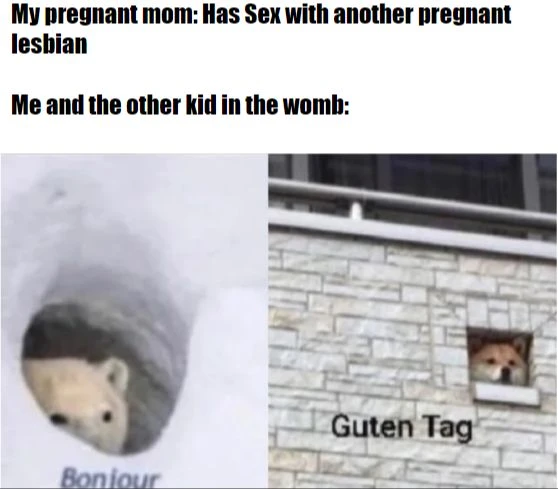 My pregnant mom: Has Sex with another pregnant
lesbian
Me and the other kid in the womb:
Bonjour
Guten Tag